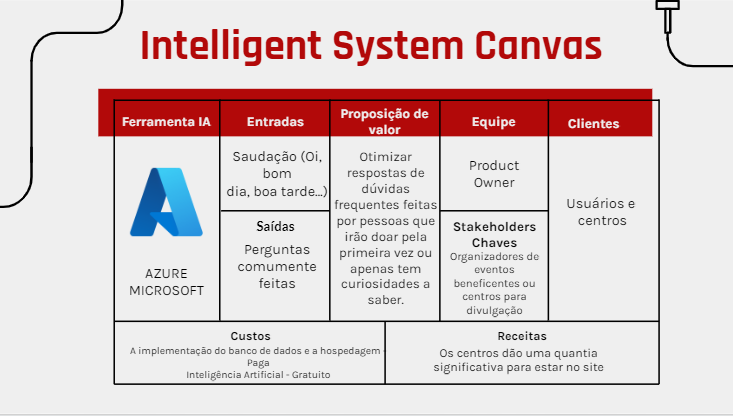 Intelligent System Canvas
Ferramenta IA
Entradas
Proposição de
valor
Equipe
Clientes
AZURE
MICROSOFT
Saudação (Oi,
bom
dia, boa tarde...)
Saídas
Perguntas
comumente
feitas
Otimizar
respostas de
dúvidas
frequentes feitas
por pessoas que
irão doar pela
primeira vez ou
apenas tem
curiosidades a
saber.
Product
Owner
Stakeholders
Chaves
Organizadores de
eventos
beneficentes ou
centros para
divulgação
Usuários e
centros
Custos
A implementação do banco de dados e a hospedagem -
Paga
Inteligência Artificial - Gratuito
Receitas
Os centros dão uma quantia
significativa para estar no site